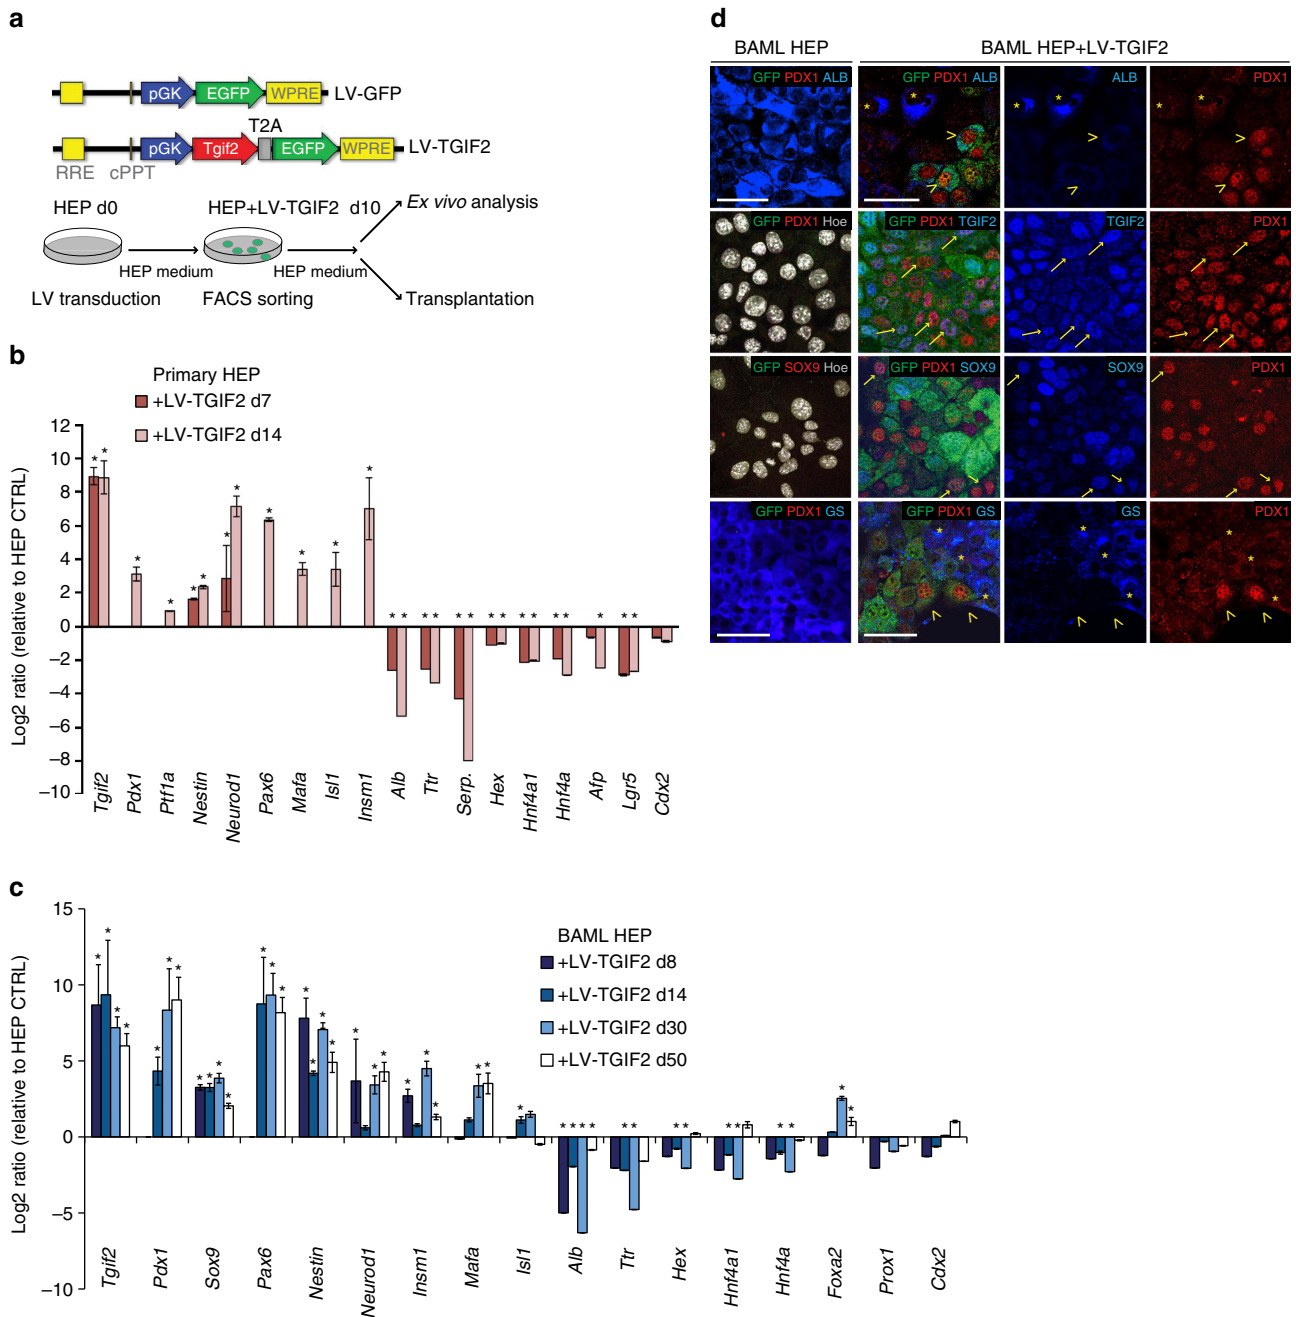 a
pGK EGFP WPRE LV-GFP
T2A
pGK Tgif2 EGFP WPRE LV-TGIF2
RRE cPPT
HEP d0 HEP+LV-TGIF2 d10 Ex vivo analysis
HEP medium HEP medium
LV transduction FACS sorting Transplantation
b
Primary HEP
+LV-TGIF2 d7
+LV-TGIF2 d14
Log2 ratio (relative to HEP CTRL)
12
10
8
6
4
2
0
−2
−4
−6
−8
−10
* * * * * * * * * * * * *
* * * * * * * * * * * * * * *
Tgif2 Pdx1 Ptf1a Nestin Neurod1 Pax6 Mafa Isl1 Insm1 Alb Ttr Serp. Hex Hnf4a1 Hnf4a Afp Lgr5 Cdx2
c
BAML HEP
+LV-TGIF2 d8
+LV-TGIF2 d14
+LV-TGIF2 d30
+LV-TGIF2 d50
Log2 ratio (relative to HEP CTRL)
15
10
5
0
−5
−10
Tgif2 Pdx1 Sox9 Pax6 Nestin Neurod1 Insm1 Mafa Isl1 Alb Ttr Hex Hnf4a1 Hnf4a Foxa2 Prox1 Cdx2
d
BAML HEP BAML HEP+LV-TGIF2
GFP PDX1 ALB GFP PDX1 ALB ALB PDX1
GFP PDX1 Hoe GFP PDX1 TGIF2 TGIF2 PDX1
GFP SOX9 Hoe GFP PDX1 SOX9 SOX9 PDX1
GFP PDX1 GS GFP PDX1 GS GS PDX1